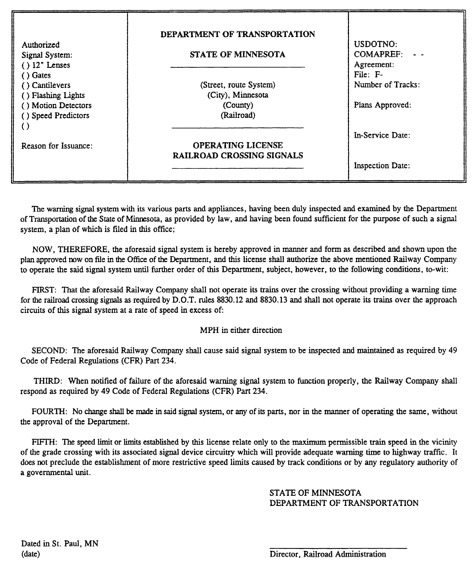 Authorized
Signal System:
( ) 12" Lenses
( ) Gates
( ) Cantilevers
( ) Flashing Lights
( ) Motion Detectors
( ) Speed Predictors
( )
Reason for Issuance:
DEPARTMENT OF TRANSPORTATION
STATE OF MINNESOTA
(Street, route System)
(City), Minnesota
(County)
(Railroad)
OPERATING LICENSE
RAILROAD CROSSING SIGNALS
USDOTNO:
COMAPREF: - -
Agreement:
File: F-
Number of Tracks:
Plans Approved:
In-Service Date:
Inspection Date:
The warning signal system with its various parts and appliances, having been duly inspected and examined by the Department
of Transportation of the State of Minnesota, as provided by law, and having been found sufficient for the purpose of such a signal
system, a plan of which is filed in this office;
NOW, THEREFORE, the aforesaid signal system is hereby approved in manner and form as described and shown upon the
plan approved now on file in the Office of the Department, and this license shall authorize the above mentioned Railway Company
to operate the said signal system until further order of this Department, subject, however, to the following conditions, to-wit:
FIRST: That the aforesaid Railway Company shall not operate its trains over the crossing without providing a warning time
for the railroad crossing signals as required by D.O.T. rules 8830.12 and 8830.13 and shall not operate its trains over the approach
circuits of this signal system at a rate of speed in excess of:
MPH in either direction
SECOND: The aforesaid Railway Company shall cause said signal system to be inspected and maintained as required by 49
Code of Federal Regulations (CFR) Part 234.
THIRD: When notified of failure of the aforesaid warning signal system to function properly, the Railway Company shall
respond as required by 49 Code of Federal Regulations (CFR) Part 234.
FOURTH: No change shall be made in said signal system, or any of its parts, nor in the manner of operating the same, without
the approval of the Department.
FIFTH: The speed limit or limits established by this license relate only to the maximum permissible train speed in the vicinity
of the grade crossing with its associated signal device circuitry which will provide adequate warning time to highway traffic. It
does not preclude the establishment of more restrictive speed limits caused by track conditions or by any regulatory authority of
a governmental unit.
STATE OF MINNESOTA
DEPARTMENT OF TRANSPORTATION
Dated in St. Paul, MN
(date)
Director, Railroad Administration